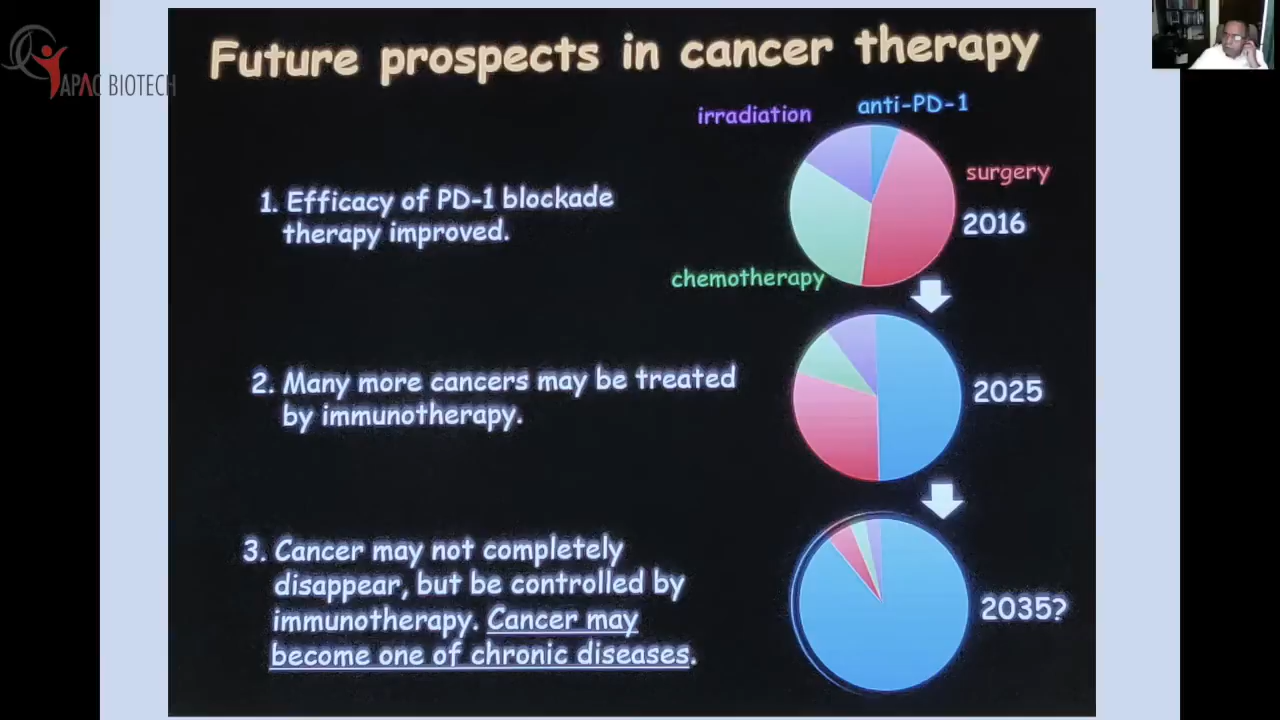 Future prospects in cancer therapy
APAC BIOTECH
irradiation
anti-PD-1
surgery
2016
chemotherapy
1. Efficacy of PD-1 blockade
therapy improved.
2. Many more cancers may be treated
by immunotherapy.
2025
3. Cancer may not completely
disappear, but be controlled by
immunotherapy. Cancer may
become one of chronic diseases.
2035?